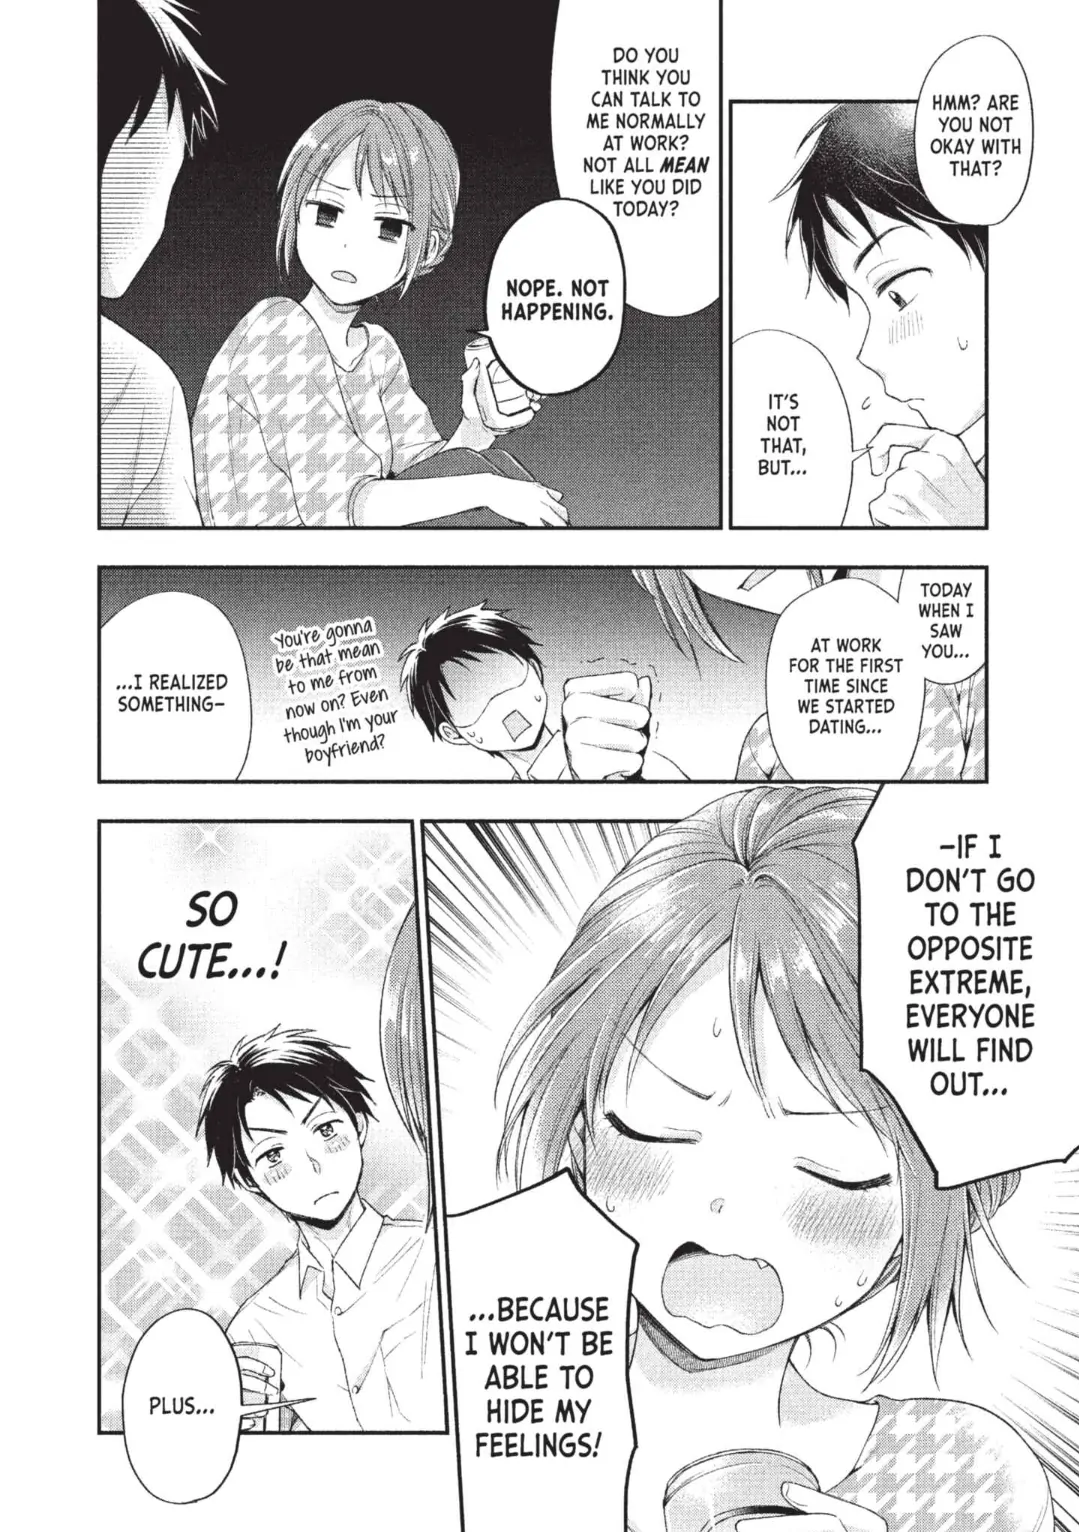 HMM? ARE
YOU NOT
OKAY WITH
THAT?
IT'S
NOT
THAT,
BUT...
DO YOU
THINK YOU
CAN TALK TO
ME NORMALLY
AT WORK?
NOT ALL MEAN
LIKE YOU DID
TODAY?
NOPE. NOT
HAPPENING.
TODAY
WHEN I
SAW
YOU...
AT WORK
FOR THE FIRST
TIME SINCE
WE STARTED
DATING...
You're gonna
be that mean
to me from
now on? Even
though I'm your
boyfriend?
...I REALIZED
SOMETHING-
-IF I
DON'T GO
TO THE
OPPOSITE
EXTREME,
EVERYONE
WILL FIND
OUT...
...BECAUSE
I WON'T BE
ABLE TO
HIDE MY
FEELINGS!
SO
CUTE...!
PLUS...